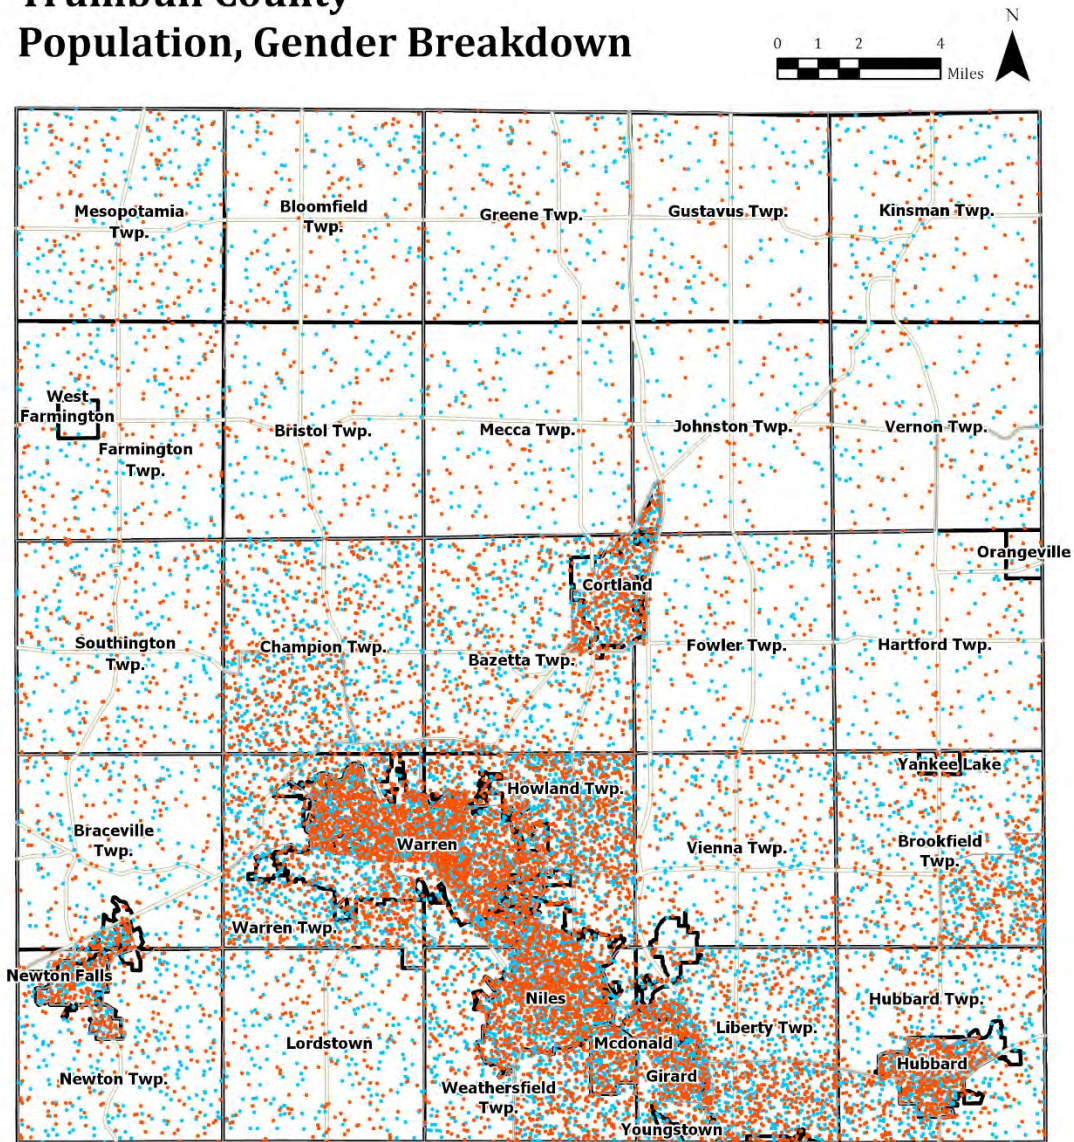 Trumbull County
Population, Gender Breakdown
N
0 1 2 4
Miles
Mesopotamia
Twp.
Bloomfield
Twp.
Greene Twp.
Gustavus Twp.
Kinsman Twp.
West
Farmington
Farmington
Twp.
Bristol Twp.
Mecca Twp.
Johnston Twp.
Vernon Twp.
Orangeville
Cortland
Southington
Twp.
Champion Twp.
Bazetta Twp.
Fowler Twp.
Hartford Twp.
Yankee Lake
Howland Twp.
Braceville
Twp.
Warren
Vienna Twp.
Brookfield
Twp.
Warren Twp.
Newton Falls
Niles
Hubbard Twp.
Liberty Twp.
Lordstown
Mcdonald
Hubbard
Girard
Newton Twp.
Weathersfield
Twp.
Youngstown